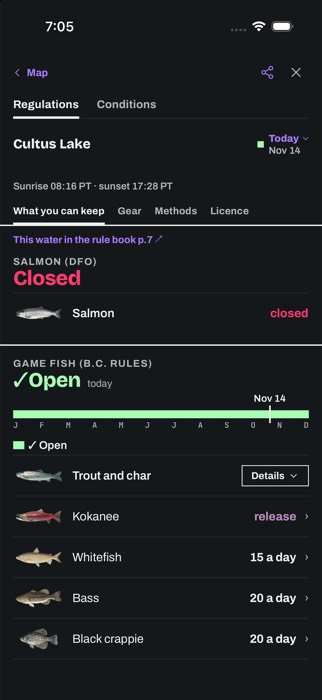 7:05
Map
Regulations Conditions
Cultus Lake
Today
Nov 14
Sunrise 08:16 PT · sunset 17:28 PT
What you can keep Gear Methods Licence
This water in the rule book p.7 ↗
SALMON (DFO)
Closed
Salmon closed
GAME FISH (B.C. RULES)
✓Open today
Nov 14
J F M A M J J A S O N D
✓ Open
Trout and char Details
Kokanee release ›
Whitefish 15 a day ›
Bass 20 a day ›
Black crappie 20 a day ›